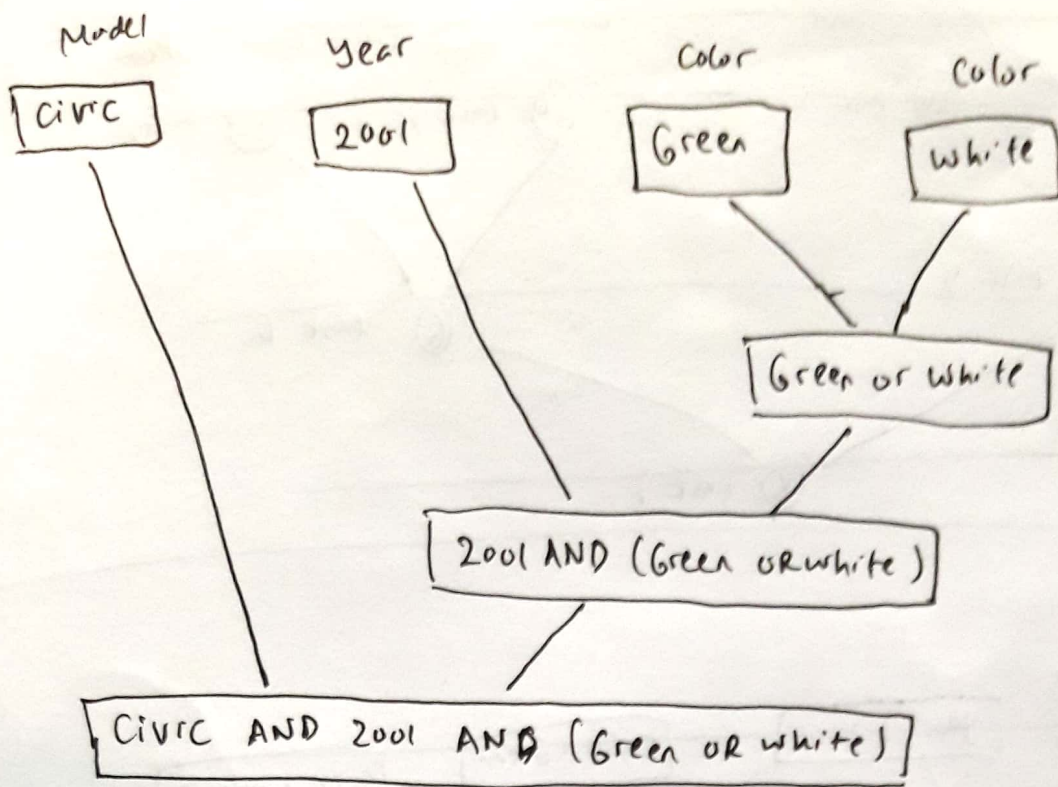 Model
Year
Color
Color
Civic
2001
Green
White
Green or White
2001 AND (Green OR White)
Civic AND 2001 AND (Green OR White)